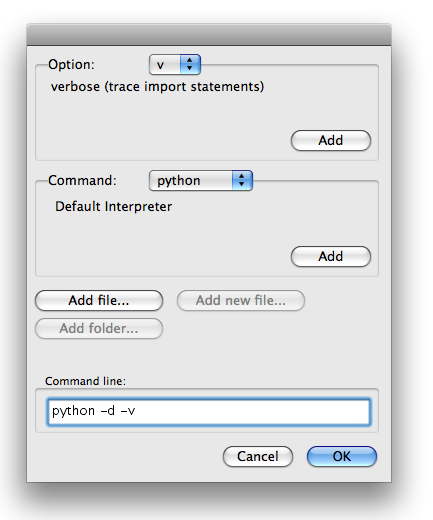 Option: v
verbose (trace import statements)
Add
Command: python
Default Interpreter
Add
Add file... Add new file...
Add folder...
Command line:
python -d -v
Cancel OK